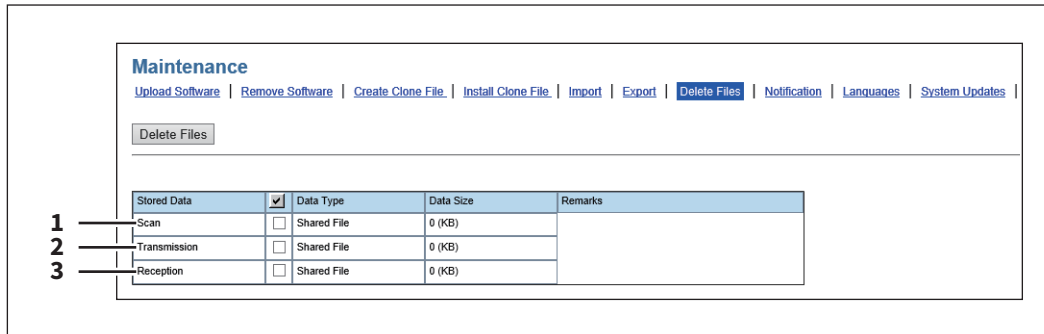 Maintenance
Upload Software | Remove Software | Create Clone File | Install Clone File | Import | Export | Delete Files | Notification | Languages | System Updates |
Delete Files
Stored Data Data Type Data Size Remarks
1 Scan Shared File 0 (KB)
2 Transmission Shared File 0 (KB)
3 Reception Shared File 0 (KB)